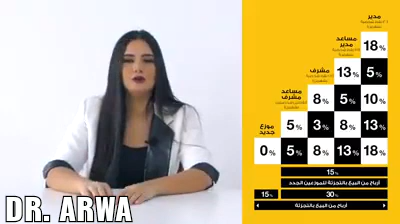 مدير
18%
مساعد
مدير
13% 5%
مشرف
8% 5% 10%
مساعد
مشرف
5% 3% 8% 13%
موزع
جديد
0% 5% 8% 13% 18%
15%
أرباح من البيع بالتجزئة للموزعين الجدد
15% 30%
أرباح من البيع بالتجزئة
DR. ARWA